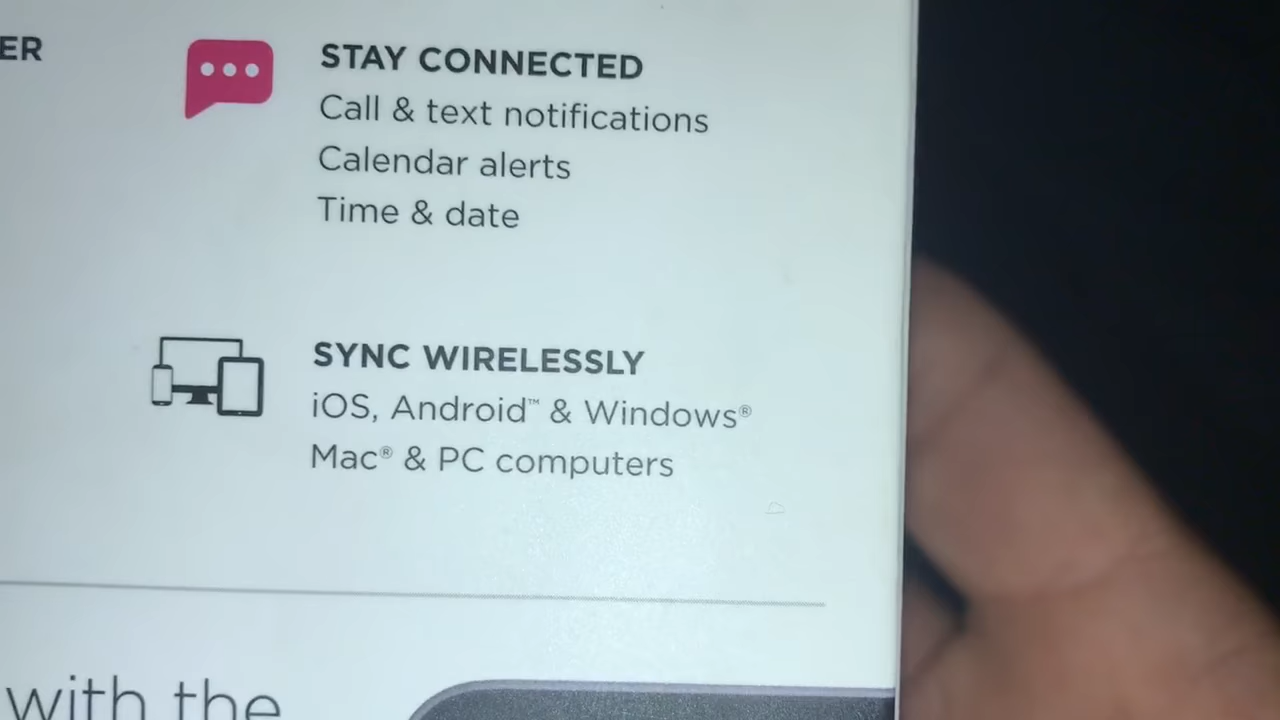 ER
STAY CONNECTED
Call & text notifications
Calendar alerts
Time & date
SYNC WIRELESSLY
iOS, Android™ & Windows®
Mac® & PC computers
with the